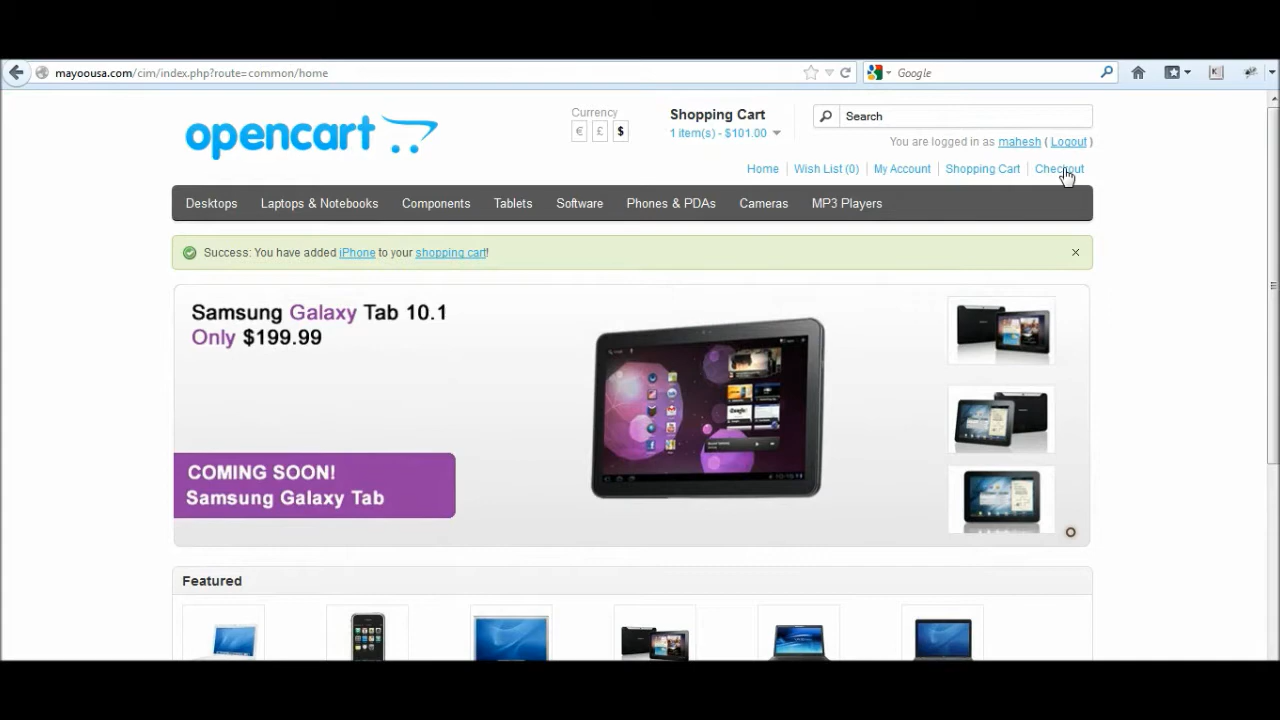 mayoousa.com/cim/index.php?route=common/home
Google
opencart
Currency
€ £ $
Shopping Cart
1 item(s) - $101.00
Search
You are logged in as mahesh ( Logout )
Home Wish List (0) My Account Shopping Cart Checkout
Desktops Laptops & Notebooks Components Tablets Software Phones & PDAs Cameras MP3 Players
Success: You have added iPhone to your shopping cart!
Samsung Galaxy Tab 10.1
Only $199.99
COMING SOON!
Samsung Galaxy Tab
Featured